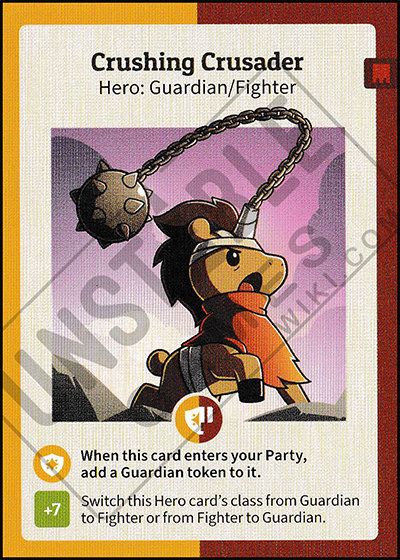 Crushing Crusader
Hero: Guardian/Fighter
UNSTABLE
GAMES
WIKI.COM
When this card enters your Party,
add a Guardian token to it.
+7
Switch this Hero card's class from Guardian
to Fighter or from Fighter to Guardian.